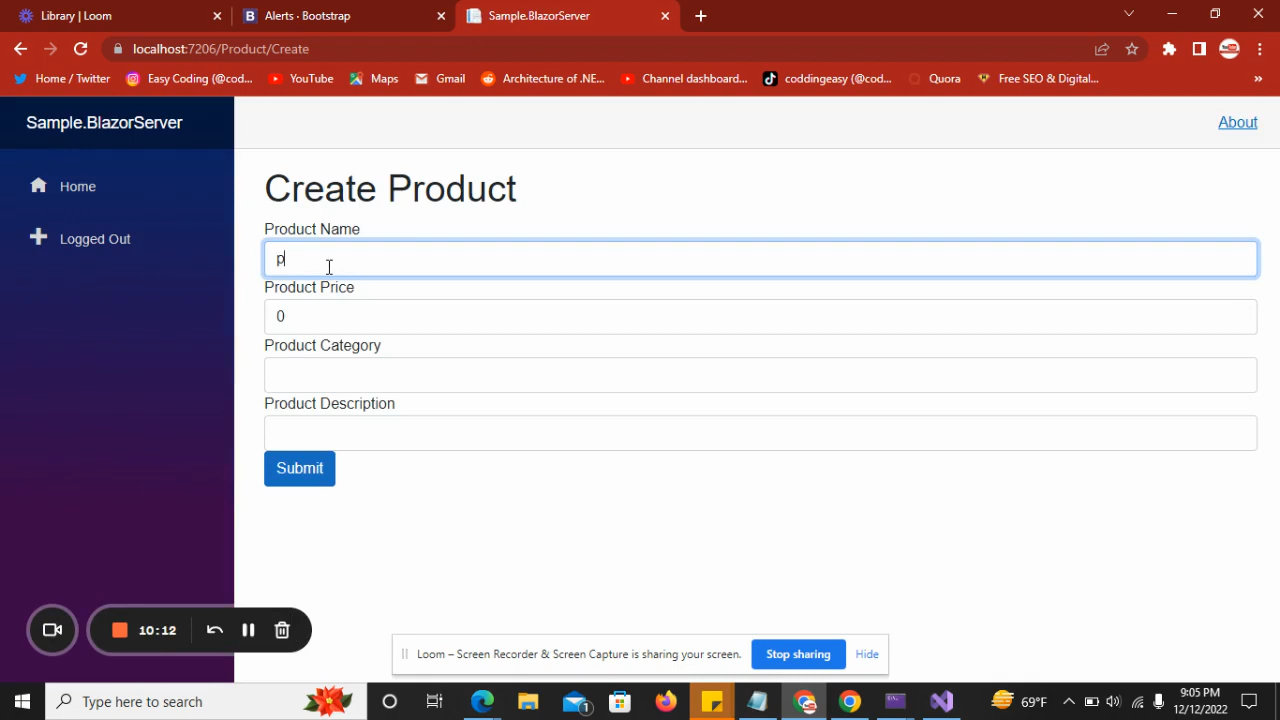 Library | Loom
Alerts · Bootstrap
Sample.BlazorServer
localhost:7206/Product/Create
Home / Twitter
Easy Coding (@cod...
YouTube
Maps
Gmail
Architecture of .NE...
Channel dashboard...
coddingeasy (@cod...
Quora
Free SEO & Digital...
»
Sample.BlazorServer
About
Home
Logged Out
Create Product
Product Name
p
Product Price
0
Product Category
Product Description
Submit
10:12
Loom – Screen Recorder & Screen Capture is sharing your screen.
Stop sharing
Hide
Type here to search
1
69°F
9:05 PM
12/12/2022